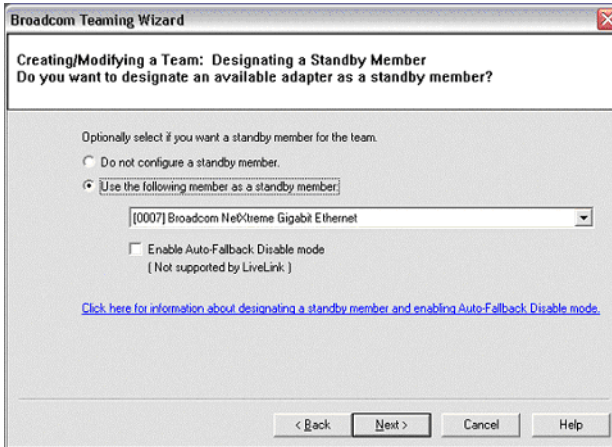 Broadcom Teaming Wizard
Creating/Modifying a Team: Designating a Standby Member
Do you want to designate an available adapter as a standby member?
Optionally select if you want a standby member for the team.
Do not configure a standby member.
Use the following member as a standby member:
[0007] Broadcom NetXtreme Gigabit Ethernet
Enable Auto-Fallback Disable mode
( Not supported by LiveLink )
Click here for information about designating a standby member and enabling Auto-Fallback Disable mode.
< Back Next > Cancel Help